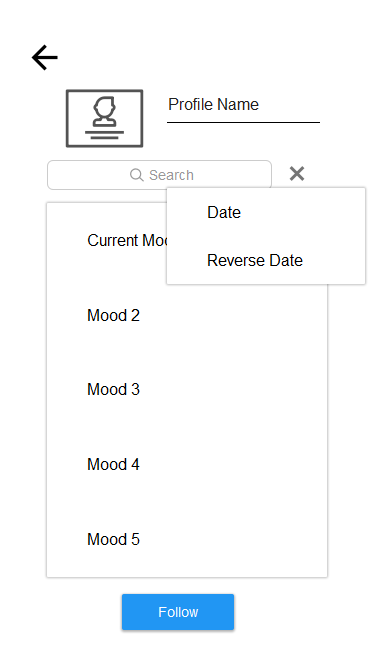 Profile Name
Search
Date
Current Moo
Reverse Date
Mood 2
Mood 3
Mood 4
Mood 5
Follow